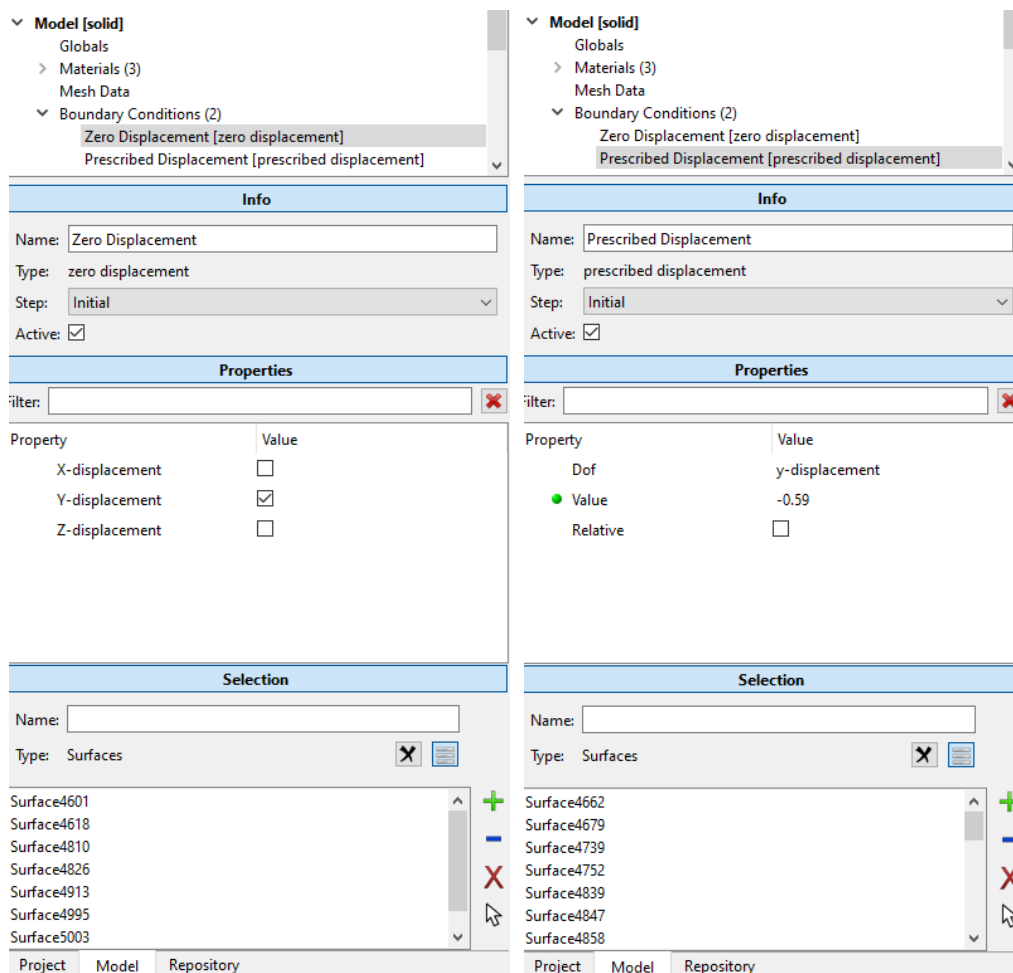 Model [solid]
Globals
Materials (3)
Mesh Data
Boundary Conditions (2)
Zero Displacement [zero displacement]
Prescribed Displacement [prescribed displacement]
Info
Name: Zero Displacement
Type: zero displacement
Step: Initial
Active:
Properties
Filter:
Property Value
X-displacement
Y-displacement
Z-displacement
Selection
Name:
Type: Surfaces
Surface4601
Surface4618
Surface4810
Surface4826
Surface4913
Surface4995
Surface5003
Project Model Repository
Model [solid]
Globals
Materials (3)
Mesh Data
Boundary Conditions (2)
Zero Displacement [zero displacement]
Prescribed Displacement [prescribed displacement]
Info
Name: Prescribed Displacement
Type: prescribed displacement
Step: Initial
Active:
Properties
Filter:
Property Value
Dof y-displacement
Value -0.59
Relative
Selection
Name:
Type: Surfaces
Surface4662
Surface4679
Surface4739
Surface4752
Surface4839
Surface4847
Surface4858
Project Model Repository